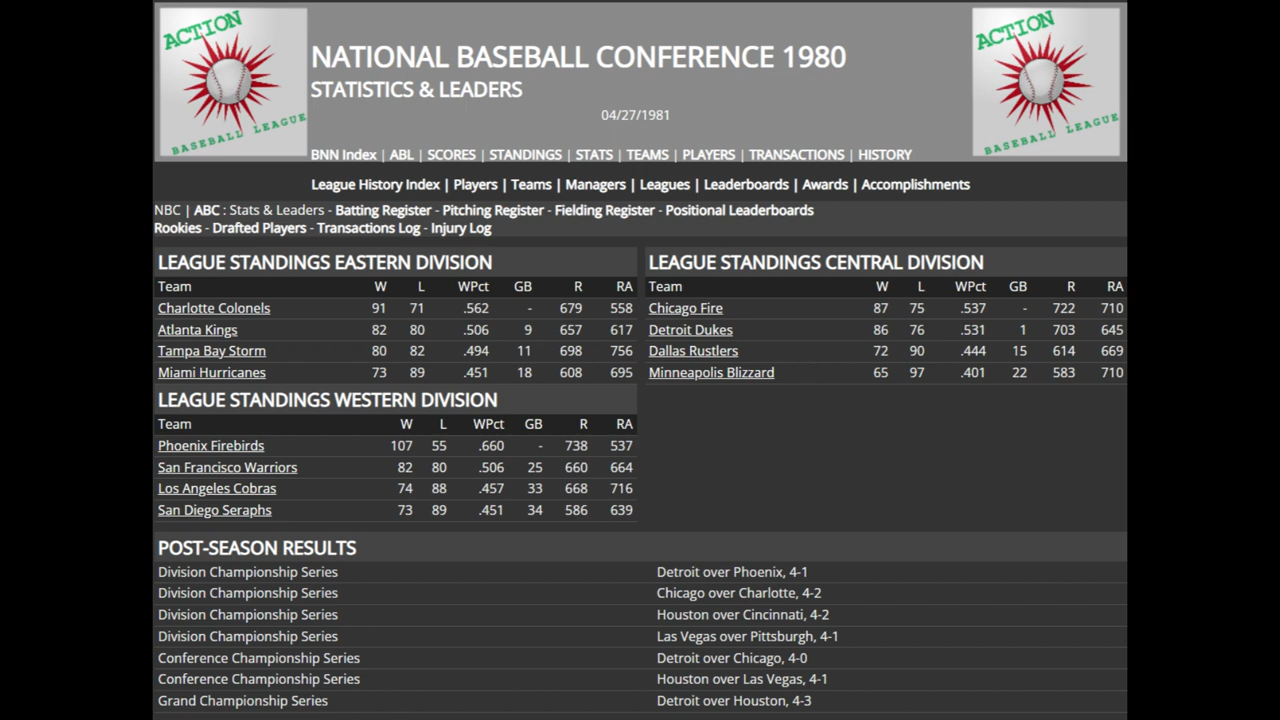 ACTION
BASEBALL LEAGUE
NATIONAL BASEBALL CONFERENCE 1980
STATISTICS & LEADERS
04/27/1981
BNN Index | ABL | SCORES | STANDINGS | STATS | TEAMS | PLAYERS | TRANSACTIONS | HISTORY
ACTION
BASEBALL LEAGUE
League History Index | Players | Teams | Managers | Leagues | Leaderboards | Awards | Accomplishments
NBC | ABC : Stats & Leaders - Batting Register - Pitching Register - Fielding Register - Positional Leaderboards
Rookies - Drafted Players - Transactions Log - Injury Log
LEAGUE STANDINGS EASTERN DIVISION
Team W L WPct GB R RA
Charlotte Colonels 91 71 .562 - 679 558
Atlanta Kings 82 80 .506 9 657 617
Tampa Bay Storm 80 82 .494 11 698 756
Miami Hurricanes 73 89 .451 18 608 695
LEAGUE STANDINGS CENTRAL DIVISION
Team W L WPct GB R RA
Chicago Fire 87 75 .537 - 722 710
Detroit Dukes 86 76 .531 1 703 645
Dallas Rustlers 72 90 .444 15 614 669
Minneapolis Blizzard 65 97 .401 22 583 710
LEAGUE STANDINGS WESTERN DIVISION
Team W L WPct GB R RA
Phoenix Firebirds 107 55 .660 - 738 537
San Francisco Warriors 82 80 .506 25 660 664
Los Angeles Cobras 74 88 .457 33 668 716
San Diego Seraphs 73 89 .451 34 586 639
POST-SEASON RESULTS
Division Championship Series Detroit over Phoenix, 4-1
Division Championship Series Chicago over Charlotte, 4-2
Division Championship Series Houston over Cincinnati, 4-2
Division Championship Series Las Vegas over Pittsburgh, 4-1
Conference Championship Series Detroit over Chicago, 4-0
Conference Championship Series Houston over Las Vegas, 4-1
Grand Championship Series Detroit over Houston, 4-3